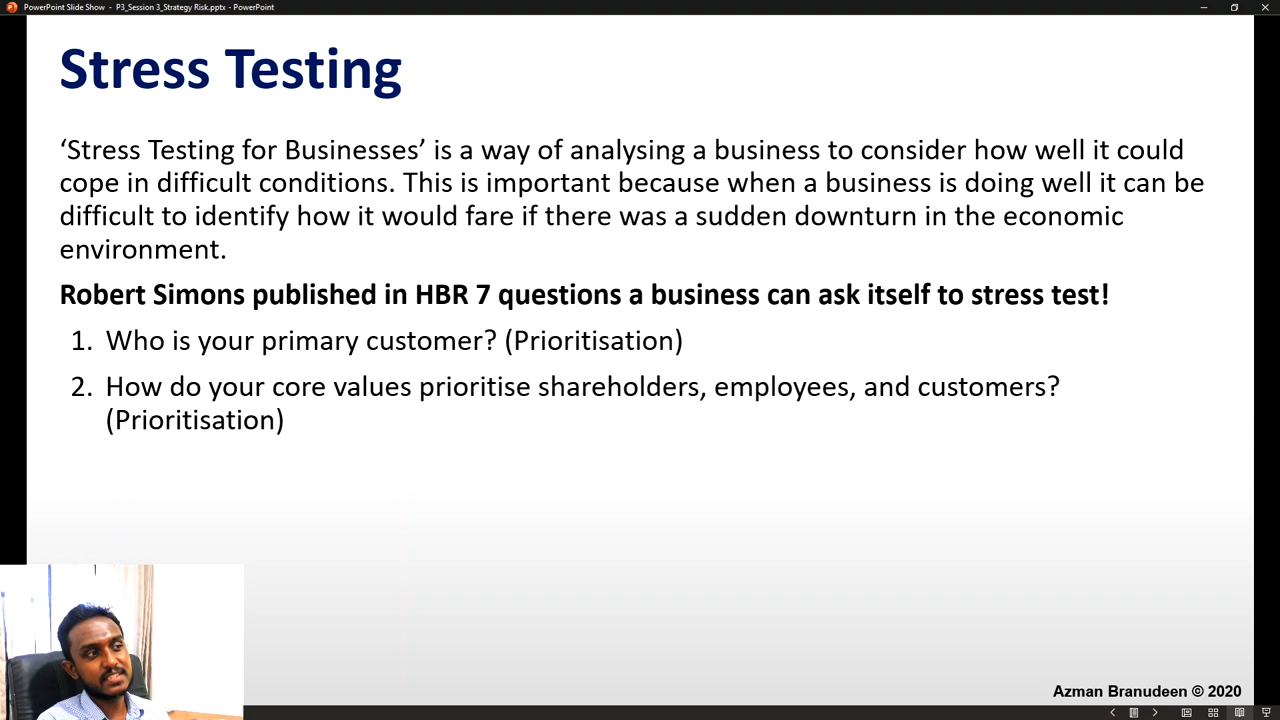 PowerPoint Slide Show - P3_Session 3_Strategy Risk.pptx - PowerPoint
Stress Testing
‘Stress Testing for Businesses’ is a way of analysing a business to consider how well it could
cope in difficult conditions. This is important because when a business is doing well it can be
difficult to identify how it would fare if there was a sudden downturn in the economic
environment.
Robert Simons published in HBR 7 questions a business can ask itself to stress test!
1. Who is your primary customer? (Prioritisation)
2. How do your core values prioritise shareholders, employees, and customers?
(Prioritisation)
Azman Branudeen © 2020